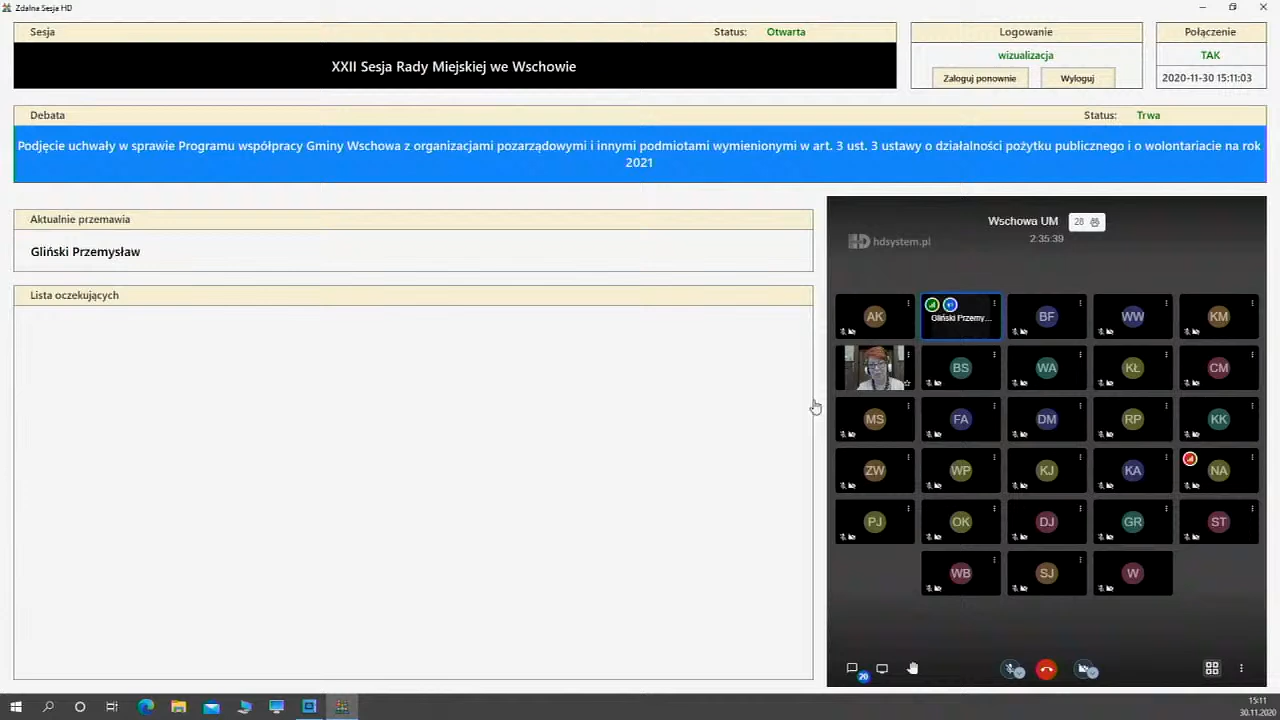 Zdalna Sesja HD
Sesja
Status: Otwarta
XXII Sesja Rady Miejskiej we Wschowie
Logowanie
wizualizacja
Zaloguj ponownie
Wyloguj
Połączenie
TAK
2020-11-30 15:11:03
Debata
Status: Trwa
Podjęcie uchwały w sprawie Programu współpracy Gminy Wschowa z organizacjami pozarządowymi i innymi podmiotami wymienionymi w art. 3 ust. 3 ustawy o działalności pożytku publicznego i o wolontariacie na rok
2021
Aktualnie przemawia
Gliński Przemysław
Lista oczekujących
Wschowa UM 28
2:35:39
HD hdsystem.pl
AK Gliński Przemy... BF WW KM
BS WA KŁ CM
MS FA DM RP KK
ZW WP KJ KA NA
PJ OK DJ GR ST
WB SJ W
20
15:11
30.11.2020